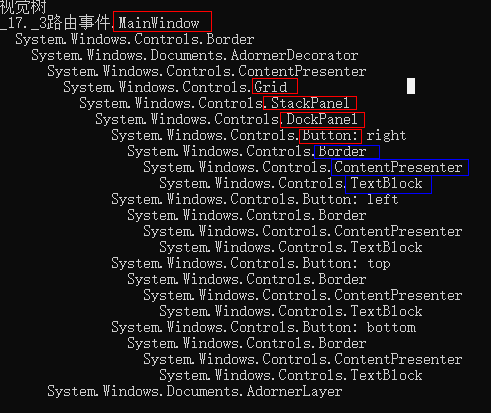 视觉树
_17._3路由事件.MainWindow
System.Windows.Controls.Border
System.Windows.Documents.AdornerDecorator
System.Windows.Controls.ContentPresenter
System.Windows.Controls.Grid
System.Windows.Controls.StackPanel
System.Windows.Controls.DockPanel
System.Windows.Controls.Button: right
System.Windows.Controls.Border
System.Windows.Controls.ContentPresenter
System.Windows.Controls.TextBlock
System.Windows.Controls.Button: left
System.Windows.Controls.Border
System.Windows.Controls.ContentPresenter
System.Windows.Controls.TextBlock
System.Windows.Controls.Button: top
System.Windows.Controls.Border
System.Windows.Controls.ContentPresenter
System.Windows.Controls.TextBlock
System.Windows.Controls.Button: bottom
System.Windows.Controls.Border
System.Windows.Controls.ContentPresenter
System.Windows.Controls.TextBlock
System.Windows.Documents.AdornerLayer